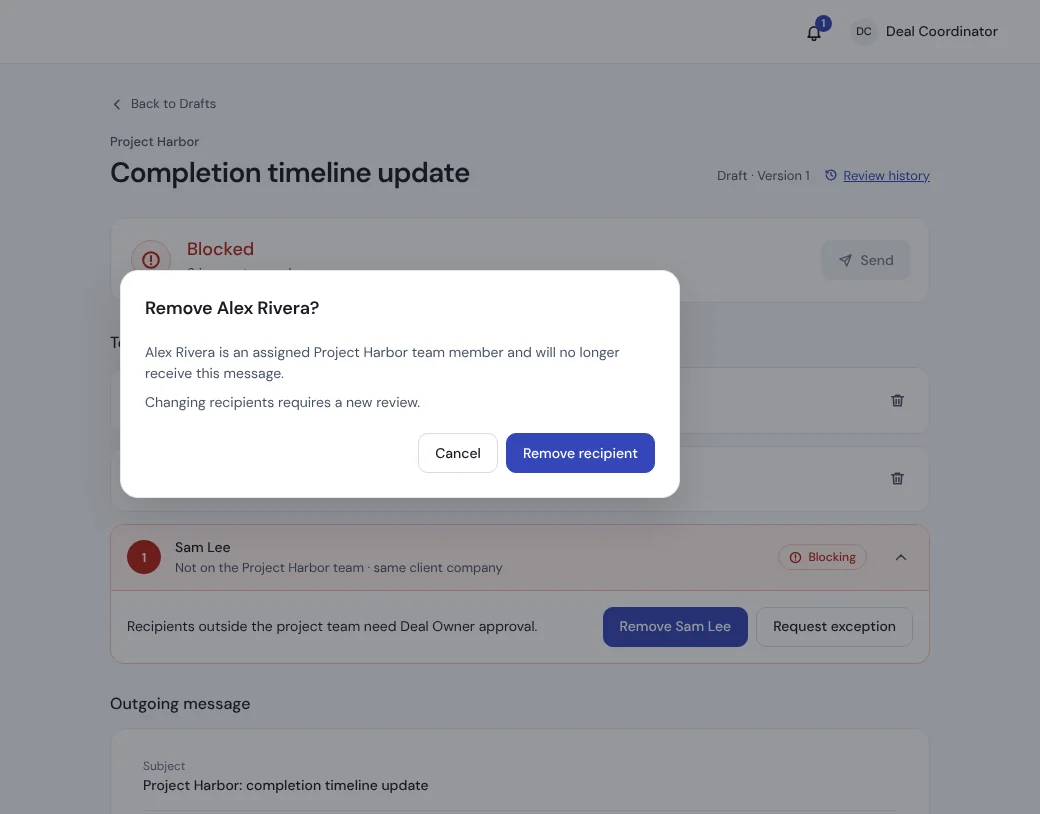 1
DC Deal Coordinator
Back to Drafts
Project Harbor
Completion timeline update
Draft · Version 1 Review history
Blocked
Send
Remove Alex Rivera?
Alex Rivera is an assigned Project Harbor team member and will no longer
receive this message.
Changing recipients requires a new review.
Cancel Remove recipient
1
Sam Lee
Not on the Project Harbor team · same client company
Blocking
Recipients outside the project team need Deal Owner approval.
Remove Sam Lee Request exception
Outgoing message
Subject
Project Harbor: completion timeline update